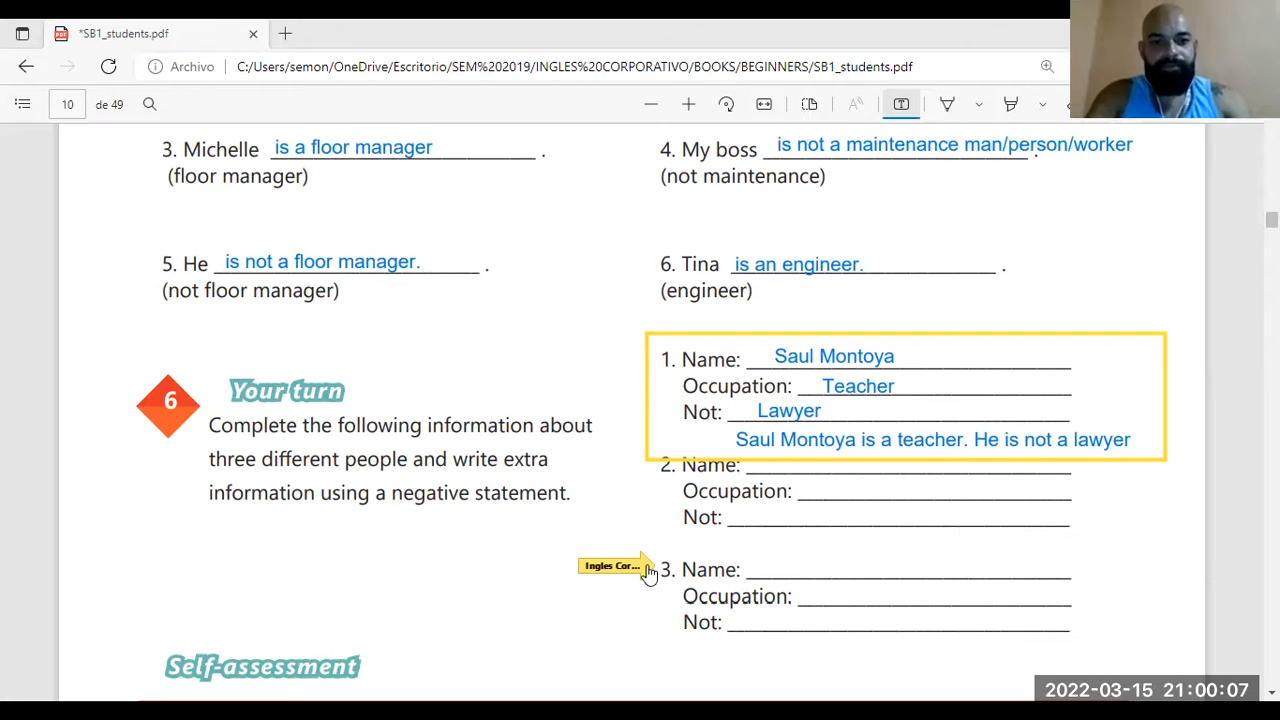 *SB1_students.pdf
Archivo C:/Users/semon/OneDrive/Escritorio/SEM%202019/INGLES%20CORPORATIVO/BOOKS/BEGINNERS/SB1_students.pdf
10 de 49
3. Michelle is a floor manager .
(floor manager)
4. My boss is not a maintenance man/person/worker .
(not maintenance)
5. He is not a floor manager. .
(not floor manager)
6. Tina is an engineer. .
(engineer)
6 Your turn
Complete the following information about
three different people and write extra
information using a negative statement.
1. Name: Saul Montoya
Occupation: Teacher
Not: Lawyer
Saul Montoya is a teacher. He is not a lawyer
2. Name:
Occupation:
Not:
Ingles Cor...
3. Name:
Occupation:
Not:
Self-assessment
2022-03-15 21:00:07